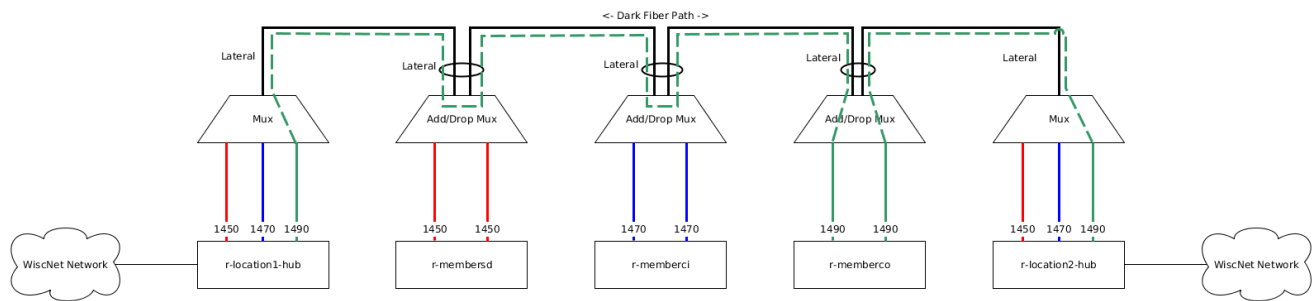 <- Dark Fiber Path ->
Lateral
Lateral
Lateral
Lateral
Lateral
Mux
Add/Drop Mux
Add/Drop Mux
Add/Drop Mux
Mux
1450 1470 1490
1450 1450
1470 1470
1490 1490
1450 1470 1490
WiscNet Network
r-location1-hub
r-membersd
r-memberci
r-memberco
r-location2-hub
WiscNet Network